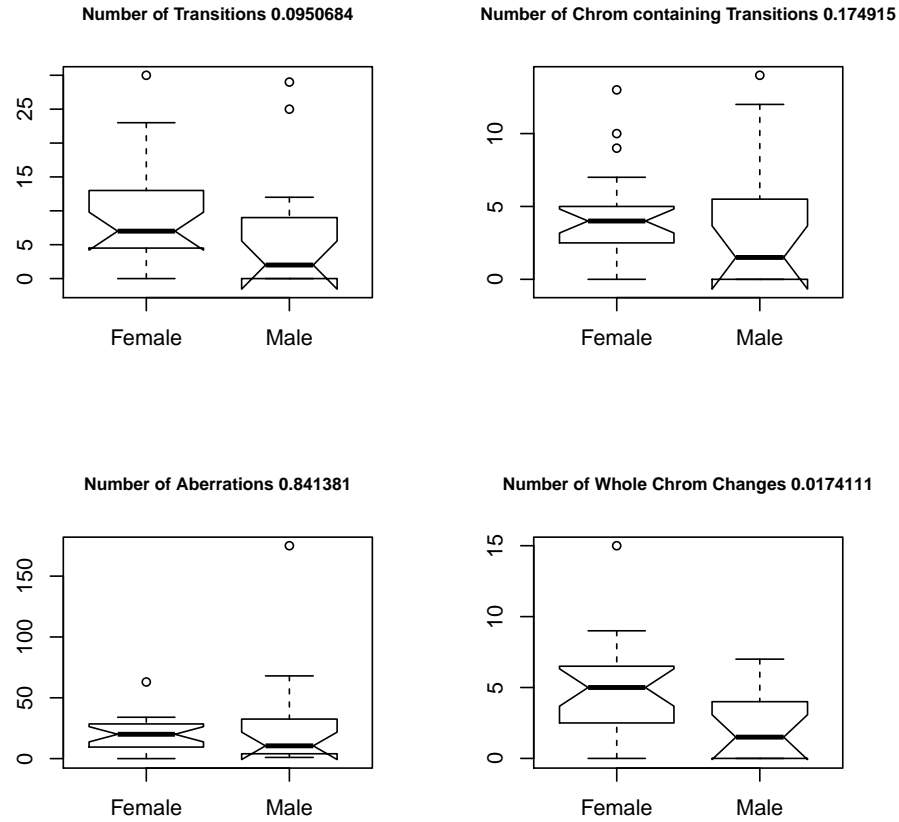 Number of Transitions 0.0950684
25
15
5
0
Female Male
Number of Chrom containing Transitions 0.174915
10
5
0
Female Male
Number of Aberrations 0.841381
150
100
50
0
Female Male
Number of Whole Chrom Changes 0.0174111
15
10
5
0
Female Male